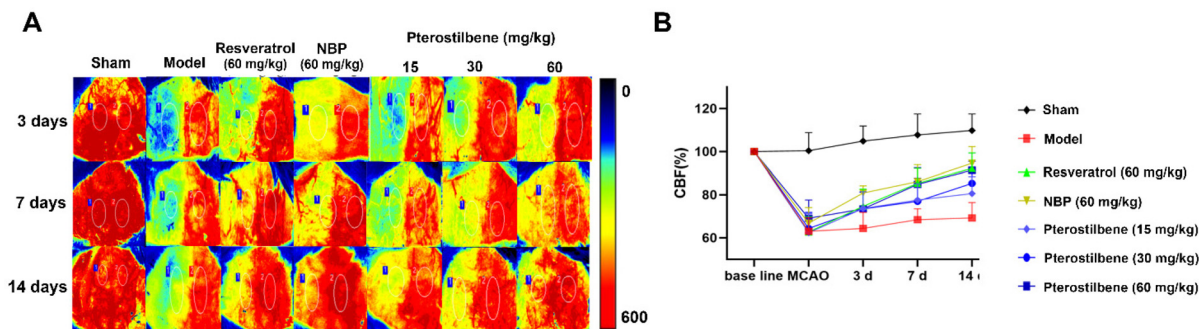 A
Sham
Model
Resveratrol
(60 mg/kg)
NBP
(60 mg/kg)
Pterostilbene (mg/kg)
15
30
60
3 days
7 days
14 days
0
600
B
CBF(%)
120
100
80
60
base line MCAO
3 d
7 d
14
Sham
Model
Resveratrol (60 mg/kg)
NBP (60 mg/kg)
Pterostilbene (15 mg/kg)
Pterostilbene (30 mg/kg)
Pterostilbene (60 mg/kg)